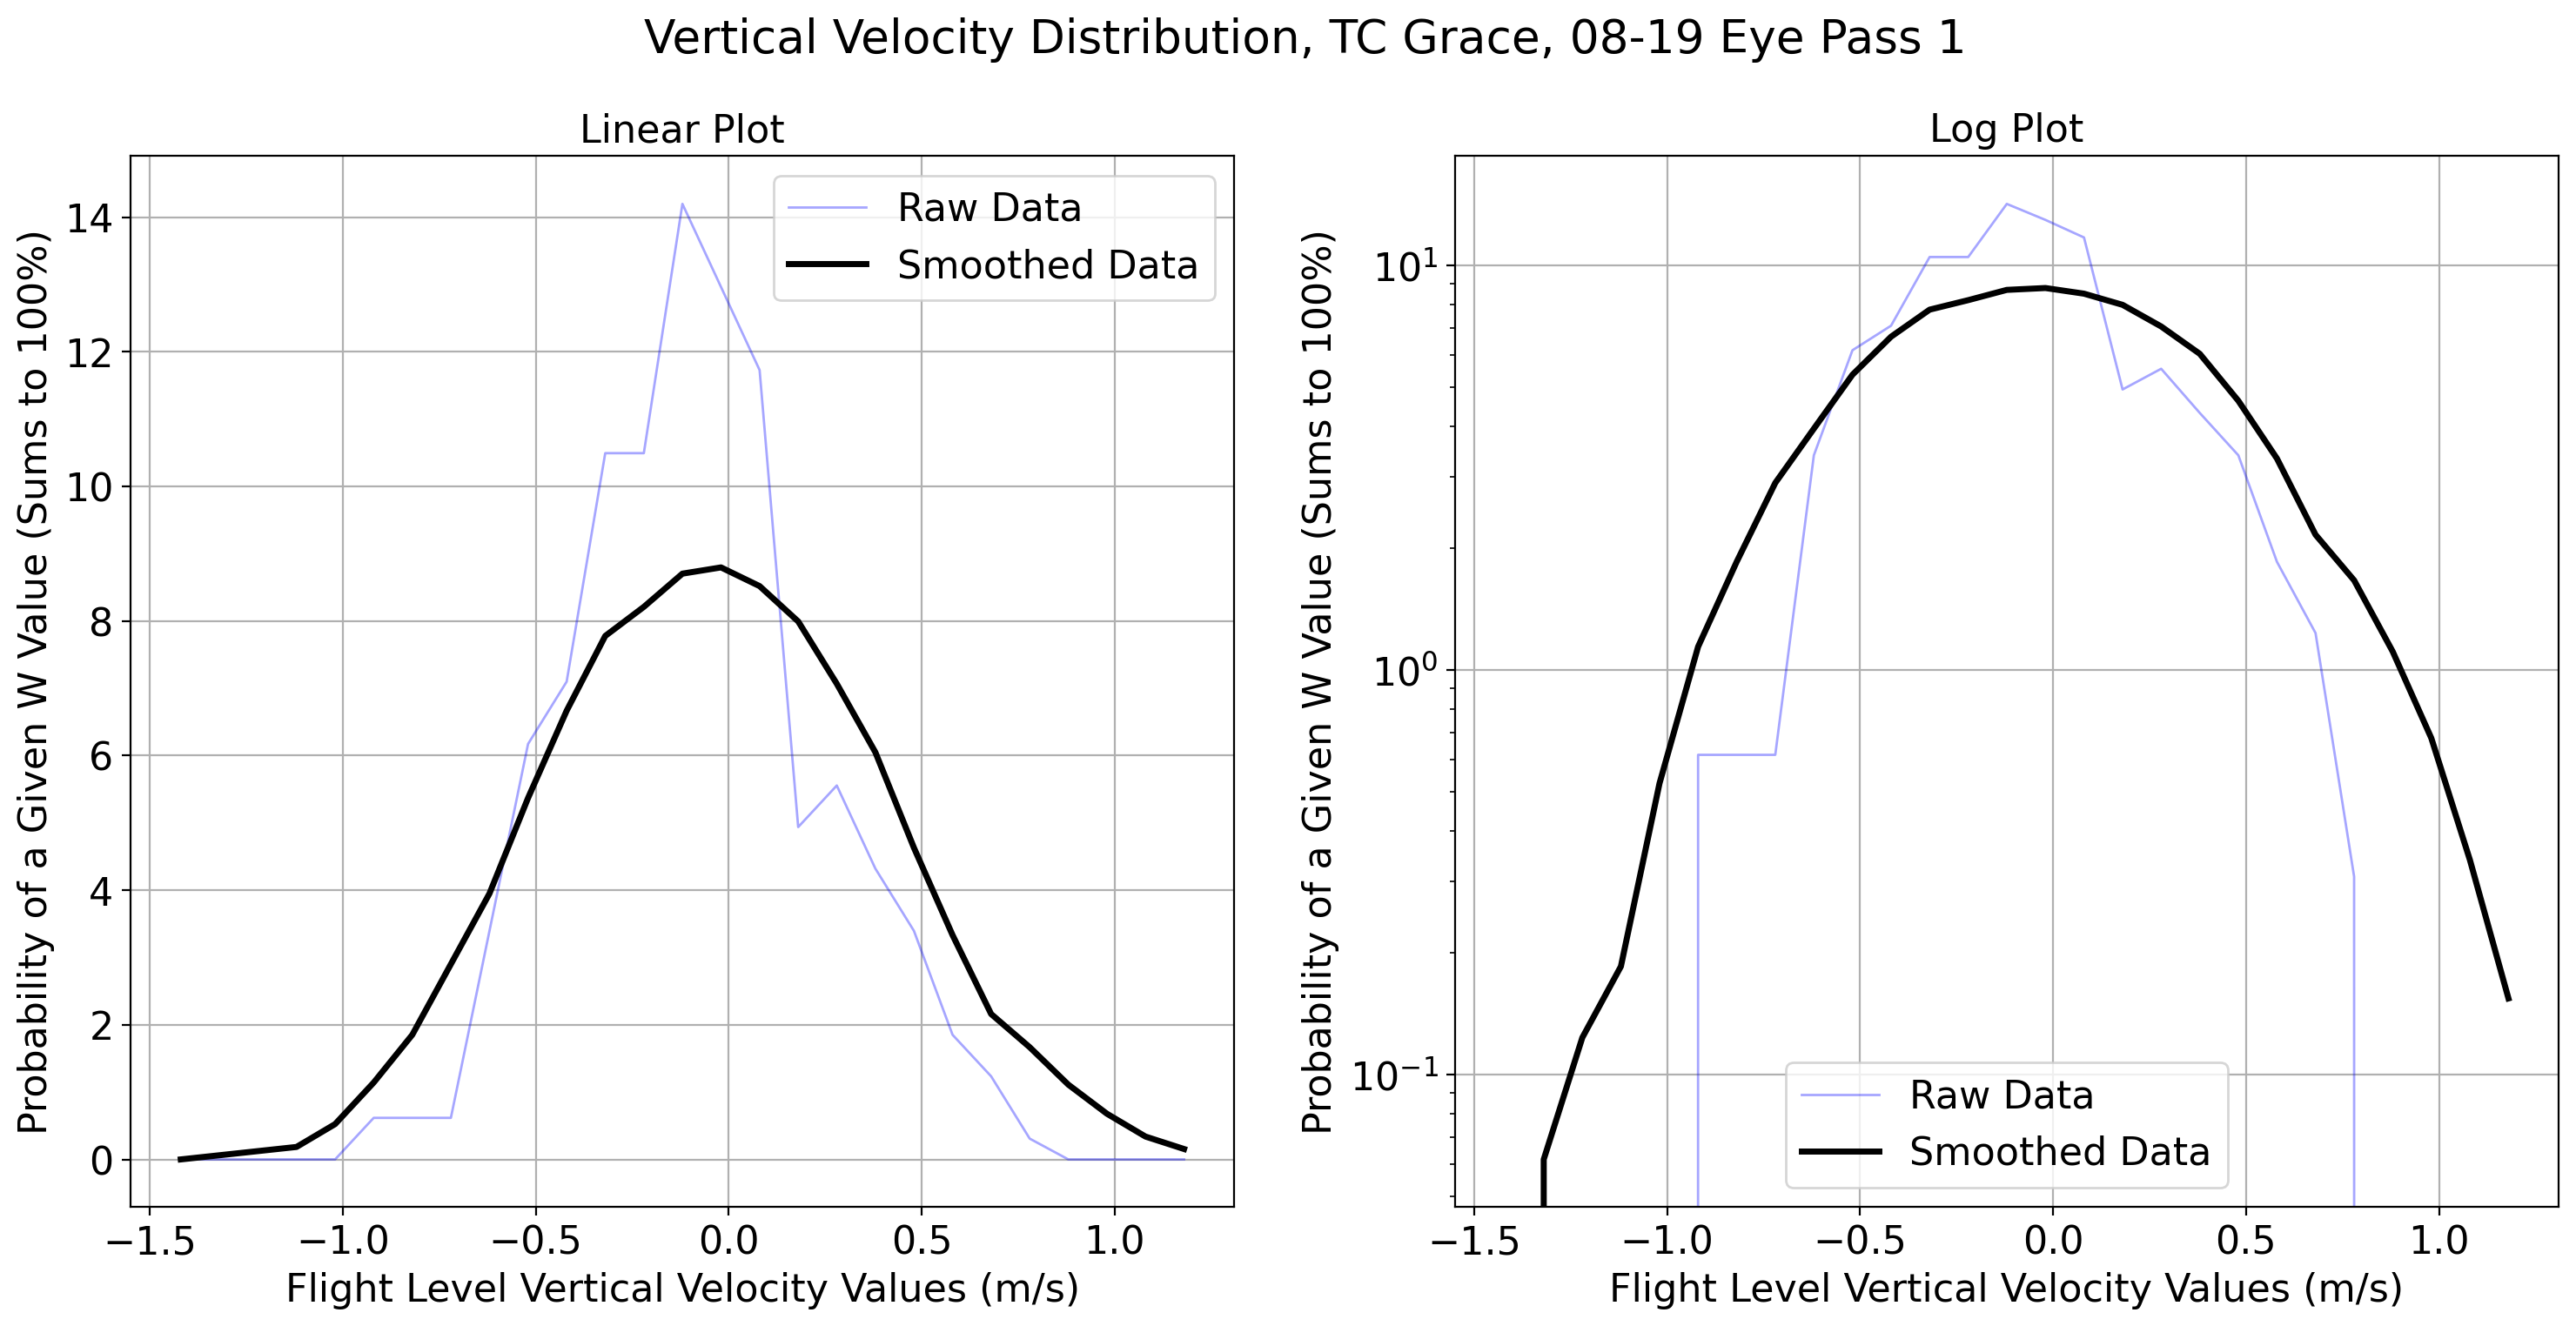 Vertical Velocity Distribution, TC Grace, 08-19 Eye Pass 1
Linear Plot
Probability of a Given W Value (Sums to 100%)
14
12
10
8
6
4
2
0
Raw Data
Smoothed Data
−1.5 −1.0 −0.5 0.0 0.5 1.0
Flight Level Vertical Velocity Values (m/s)
Log Plot
Probability of a Given W Value (Sums to 100%)
10¹
10⁰
10⁻¹
Raw Data
Smoothed Data
−1.5 −1.0 −0.5 0.0 0.5 1.0
Flight Level Vertical Velocity Values (m/s)